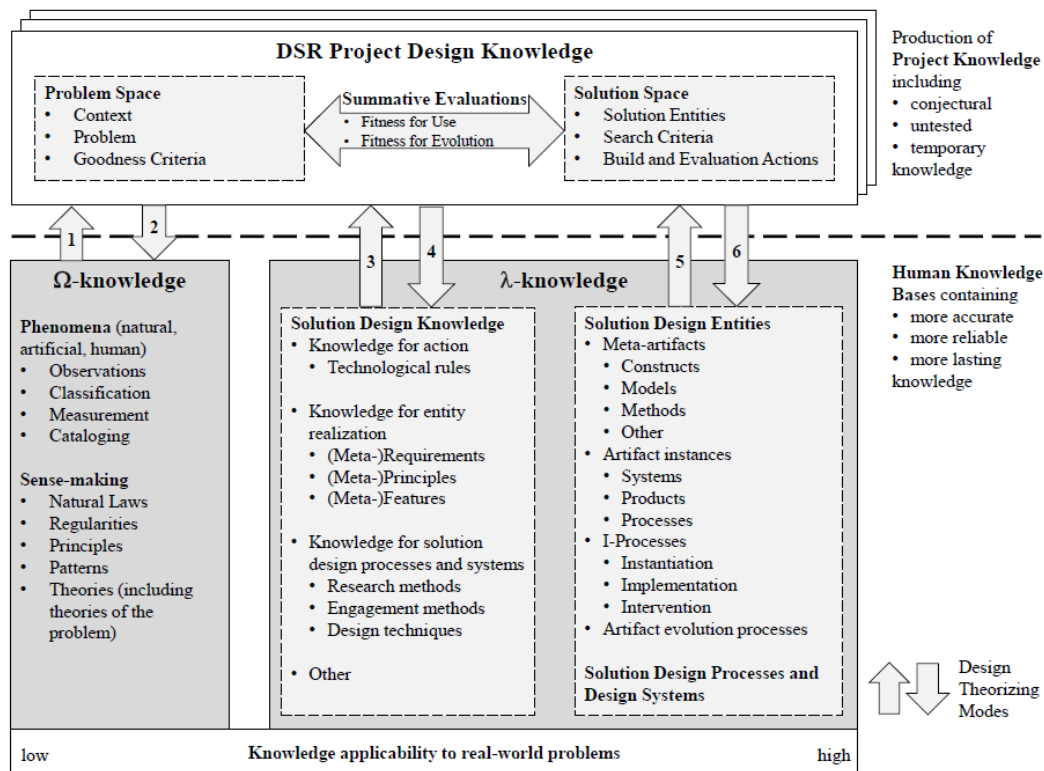 DSR Project Design Knowledge
Problem Space
• Context
• Problem
• Goodness Criteria
Summative Evaluations
• Fitness for Use
• Fitness for Evolution
Solution Space
• Solution Entities
• Search Criteria
• Build and Evaluation Actions
Production of
Project Knowledge
including
• conjectural
• untested
• temporary
knowledge
1
2
3
4
5
6
Ω-knowledge
Phenomena (natural,
artificial, human)
• Observations
• Classification
• Measurement
• Cataloging
Sense-making
• Natural Laws
• Regularities
• Principles
• Patterns
• Theories (including
theories of the
problem)
λ-knowledge
Solution Design Knowledge
• Knowledge for action
• Technological rules
• Knowledge for entity
realization
• (Meta-)Requirements
• (Meta-)Principles
• (Meta-)Features
• Knowledge for solution
design processes and systems
• Research methods
• Engagement methods
• Design techniques
• Other
Solution Design Entities
• Meta-artifacts
• Constructs
• Models
• Methods
• Other
• Artifact instances
• Systems
• Products
• Processes
• I-Processes
• Instantiation
• Implementation
• Intervention
• Artifact evolution processes
Solution Design Processes and
Design Systems
Human Knowledge
Bases containing
• more accurate
• more reliable
• more lasting
knowledge
Design
Theorizing
Modes
low
Knowledge applicability to real-world problems
high